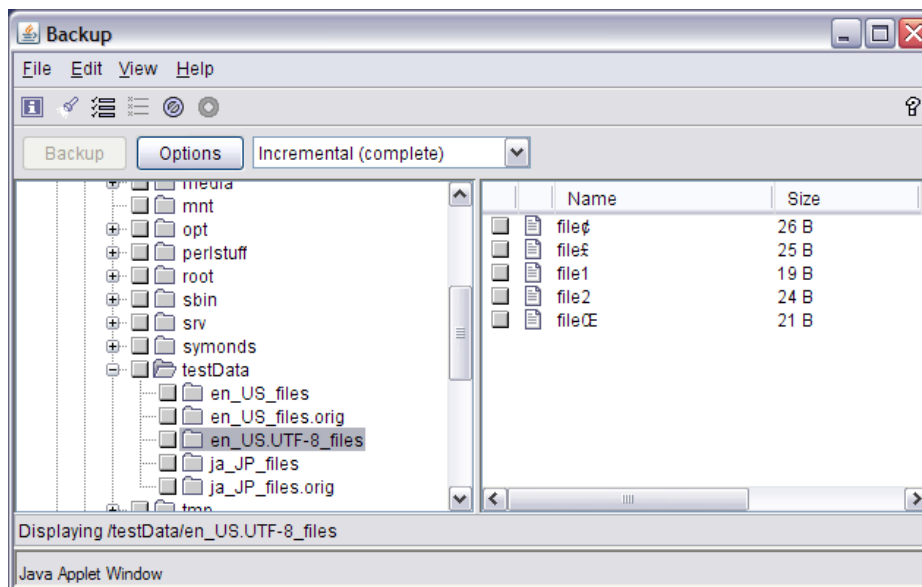 Backup
File Edit View Help
Backup Options Incremental (complete)
media
mnt
opt
perlstuff
root
sbin
srv
symonds
testData
en_US_files
en_US_files.orig
en_US.UTF-8_files
ja_JP_files
ja_JP_files.orig
tmp
Name Size
file¢ 26 B
file£ 25 B
file1 19 B
file2 24 B
fileŒ 21 B
Displaying /testData/en_US.UTF-8_files
Java Applet Window